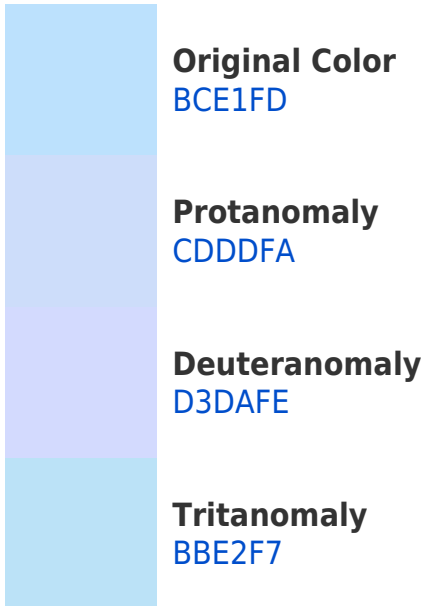 Original Color
BCE1FD
Protanomaly
CDDDFA
Deuteranomaly
D3DAFE
Tritanomaly
BBE2F7